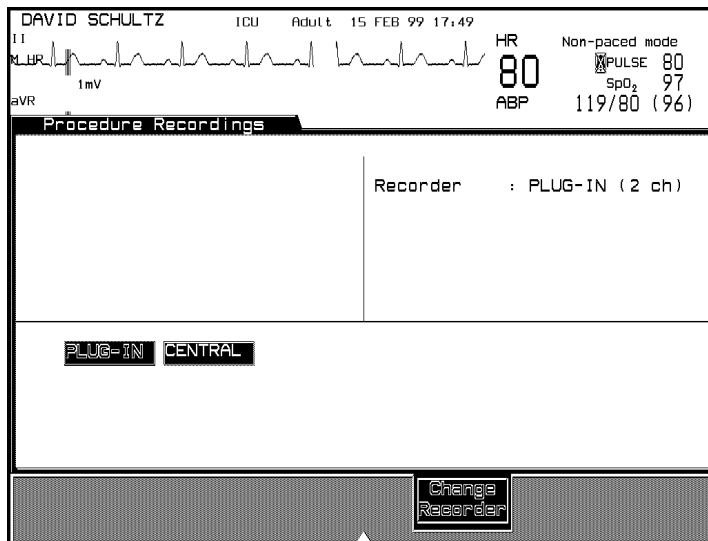 DAVID SCHULTZ ICU Adult 15 FEB 99 17:49
II
M HR
1mV
aVR
HR
80
ABP
Non-paced mode
PULSE 80
SpO₂ 97
119/80 (96)
Procedure Recordings
Recorder : PLUG-IN (2 ch)
PLUG-IN CENTRAL
Change
Recorder